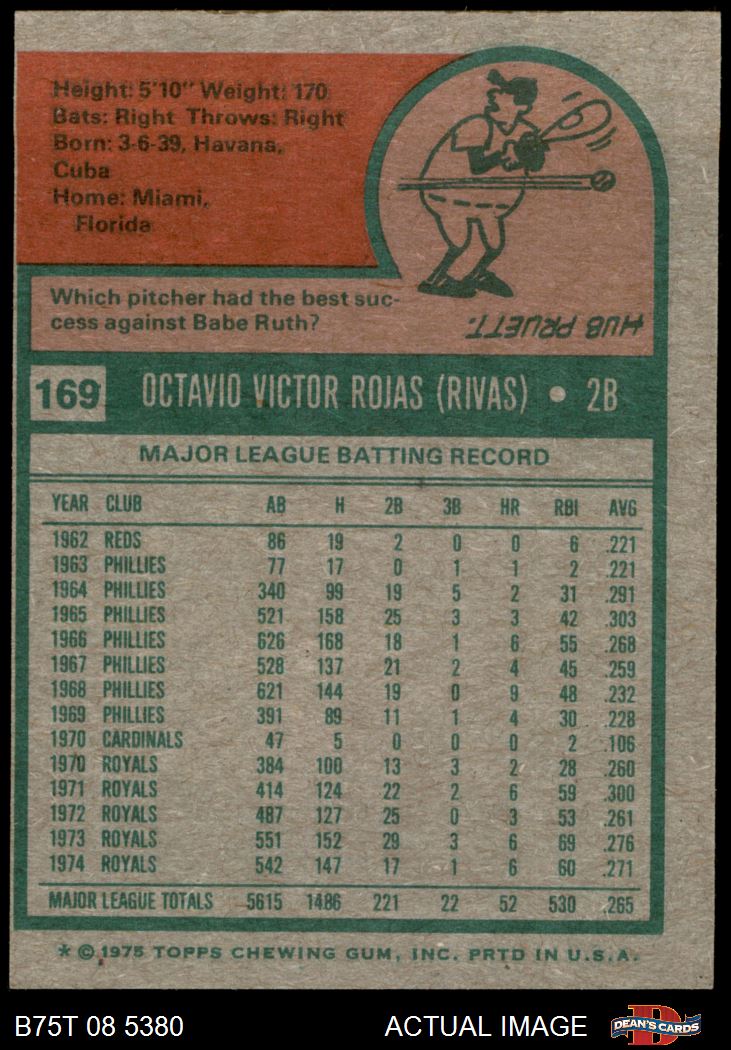 Height: 5'10" Weight: 170
Bats: Right Throws: Right
Born: 3-6-39, Havana,
Cuba
Home: Miami,
Florida
Which pitcher had the best suc-
cess against Babe Ruth?
HUB PRUETT.
169 OCTAVIO VICTOR ROJAS (RIVAS) • 2B
MAJOR LEAGUE BATTING RECORD
YEAR CLUB AB H 2B 3B HR RBI AVG
1962 REDS 86 19 2 0 0 6 .221
1963 PHILLIES 77 17 0 1 1 2 .221
1964 PHILLIES 340 99 19 5 2 31 .291
1965 PHILLIES 521 158 25 3 3 42 .303
1966 PHILLIES 626 168 18 1 6 55 .268
1967 PHILLIES 528 137 21 2 4 45 .259
1968 PHILLIES 621 144 19 0 9 48 .232
1969 PHILLIES 391 89 11 1 4 30 .228
1970 CARDINALS 47 5 0 0 0 2 .106
1970 ROYALS 384 100 13 3 2 28 .260
1971 ROYALS 414 124 22 2 6 59 .300
1972 ROYALS 487 127 25 0 3 53 .261
1973 ROYALS 551 152 29 3 6 69 .276
1974 ROYALS 542 147 17 1 6 60 .271
MAJOR LEAGUE TOTALS 5615 1486 221 22 52 530 .265
* © 1975 TOPPS CHEWING GUM, INC. PRTD IN U.S.A.
B75T 08 5380 ACTUAL IMAGE D DEAN'S CARDS